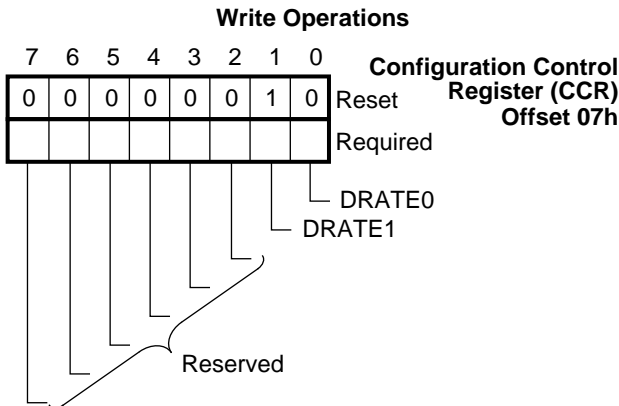 Write Operations
7 6 5 4 3 2 1 0
Configuration Control
Register (CCR)
Offset 07h
0 0 0 0 0 0 1 0 Reset
Required
DRATE0
DRATE1
Reserved